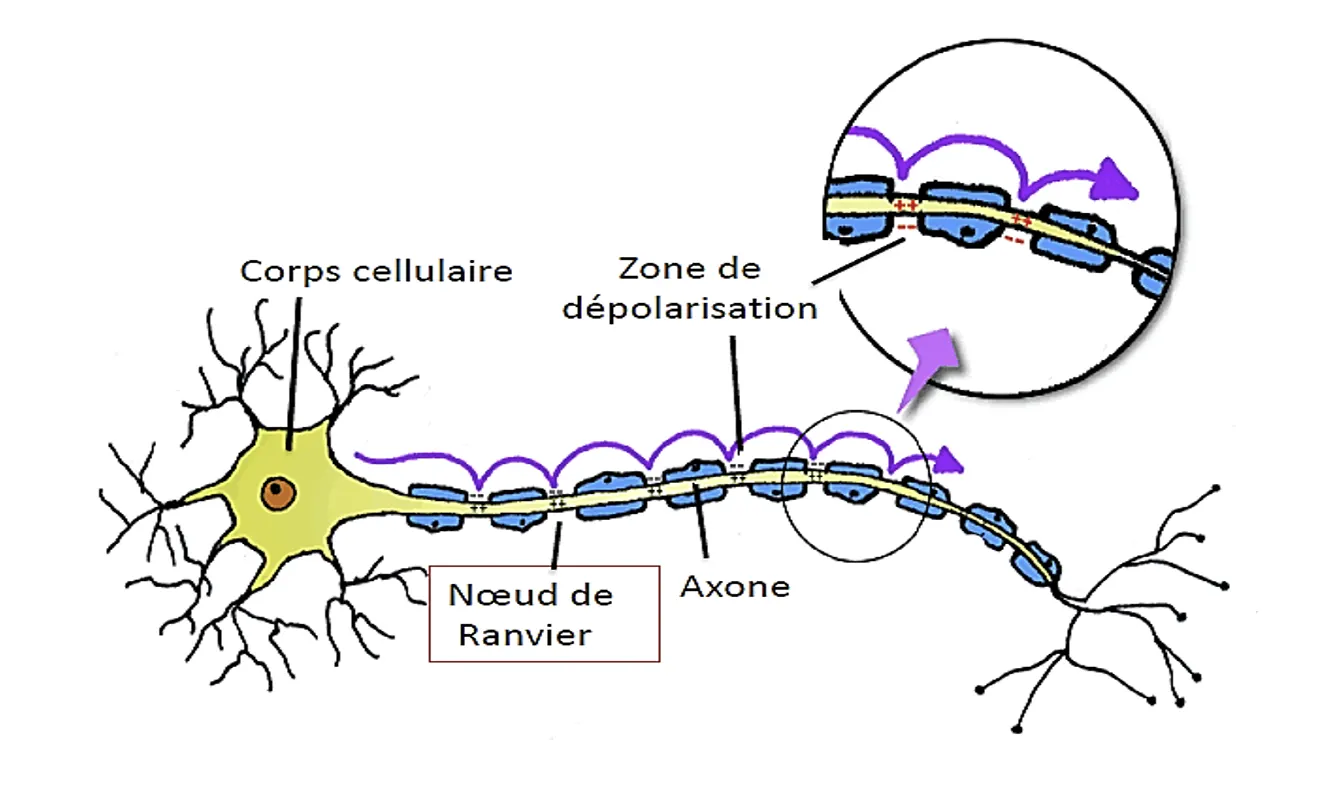 Corps cellulaire
Zone de
dépolarisation
Nœud de
Ranvier
Axone